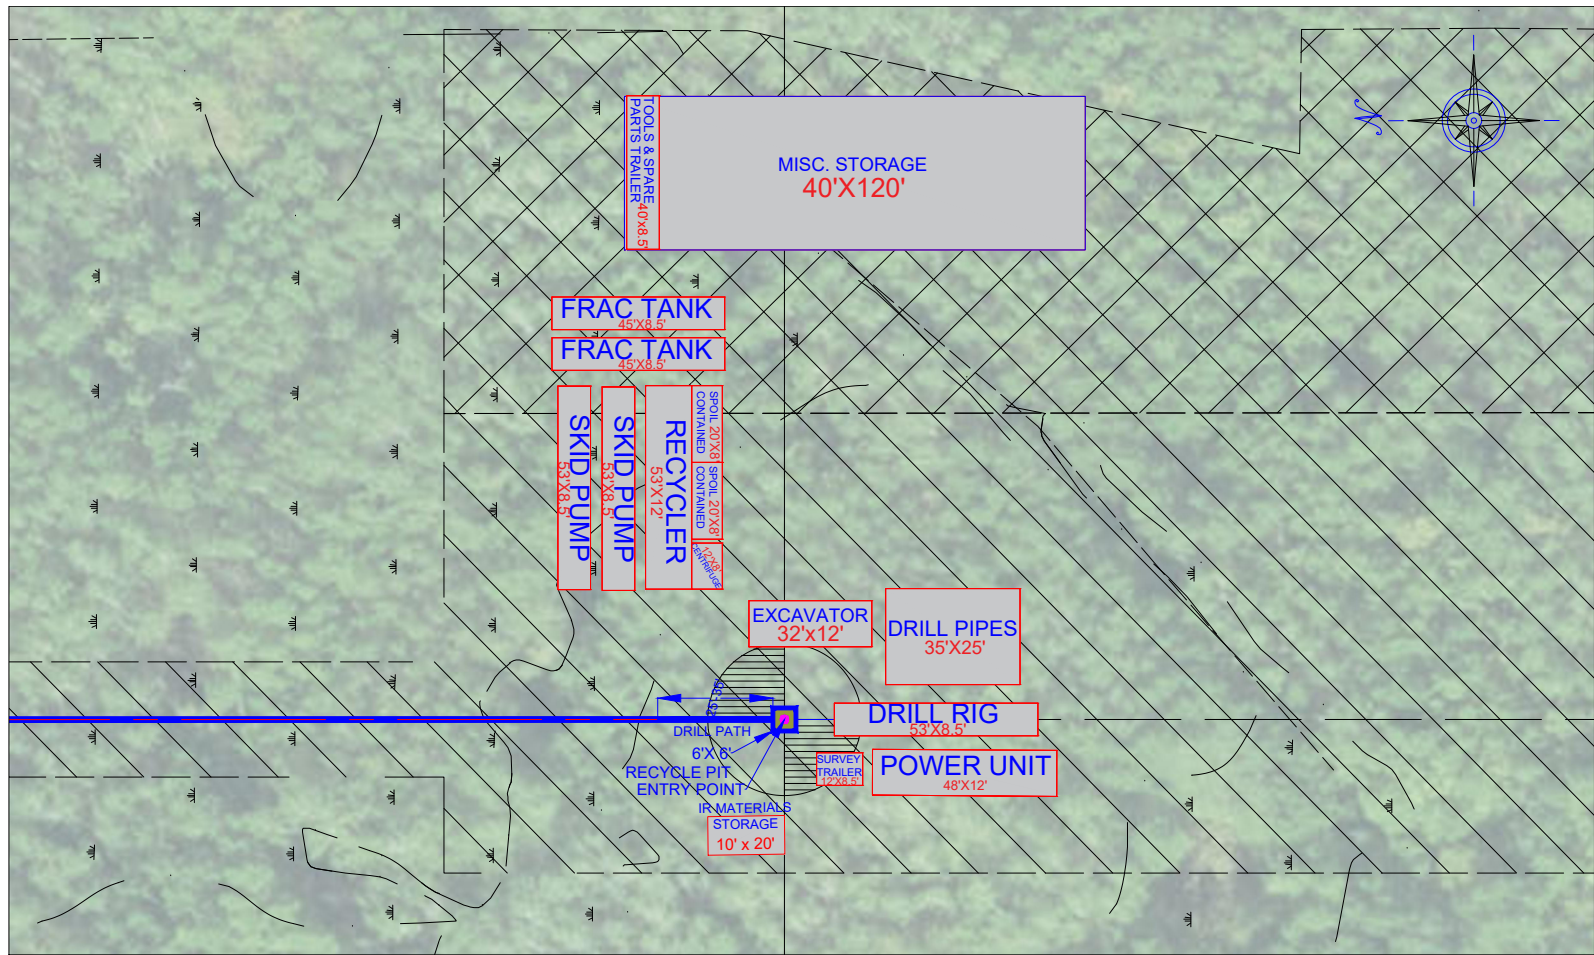 N
TOOLS & SPARE
PARTS TRAILER
40'x8.5'
MISC. STORAGE
40'X120'
FRAC TANK
45'X8.5'
FRAC TANK
45'X8.5'
SKID PUMP
53'X8.5'
SKID PUMP
53'X8.5'
RECYCLER
53'X12'
SPOIL 20'X8'
CONTAINED
SPOIL 20'X8'
CONTAINED
12'X8'
CENTRIFUGE
EXCAVATOR
32'x12'
DRILL PIPES
35'X25'
DRILL PATH
DRILL RIG
53'X8.5'
6'X 6'
RECYCLE PIT
ENTRY POINT
SURVEY
TRAILER
12'X8.5'
POWER UNIT
48'X12'
IR MATERIALS
STORAGE
10' x 20'